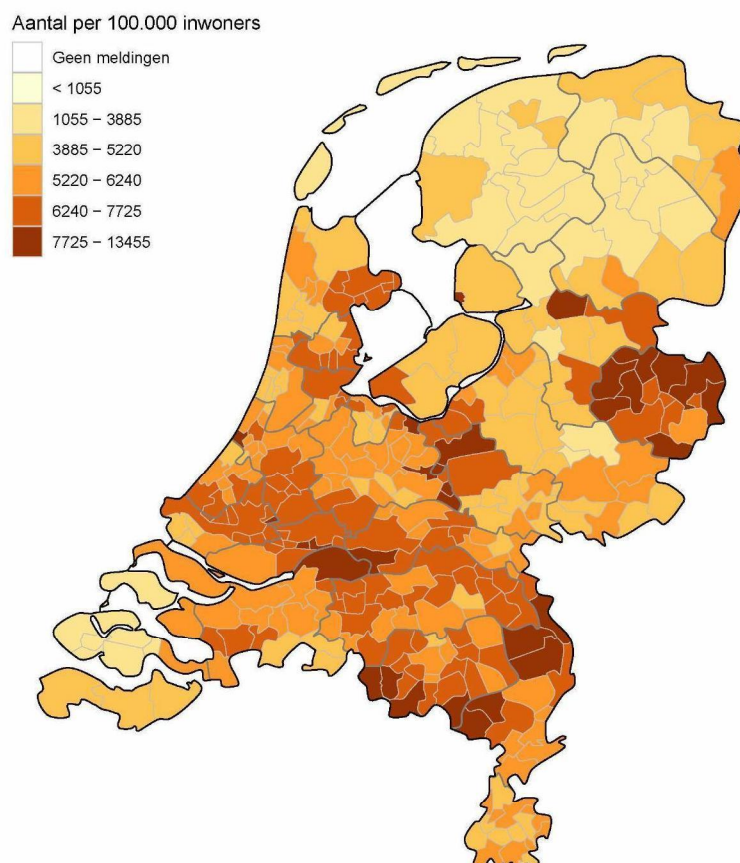 Aantal per 100.000 inwoners
Geen meldingen
< 1055
1055 – 3885
3885 – 5220
5220 – 6240
6240 – 7725
7725 – 13455